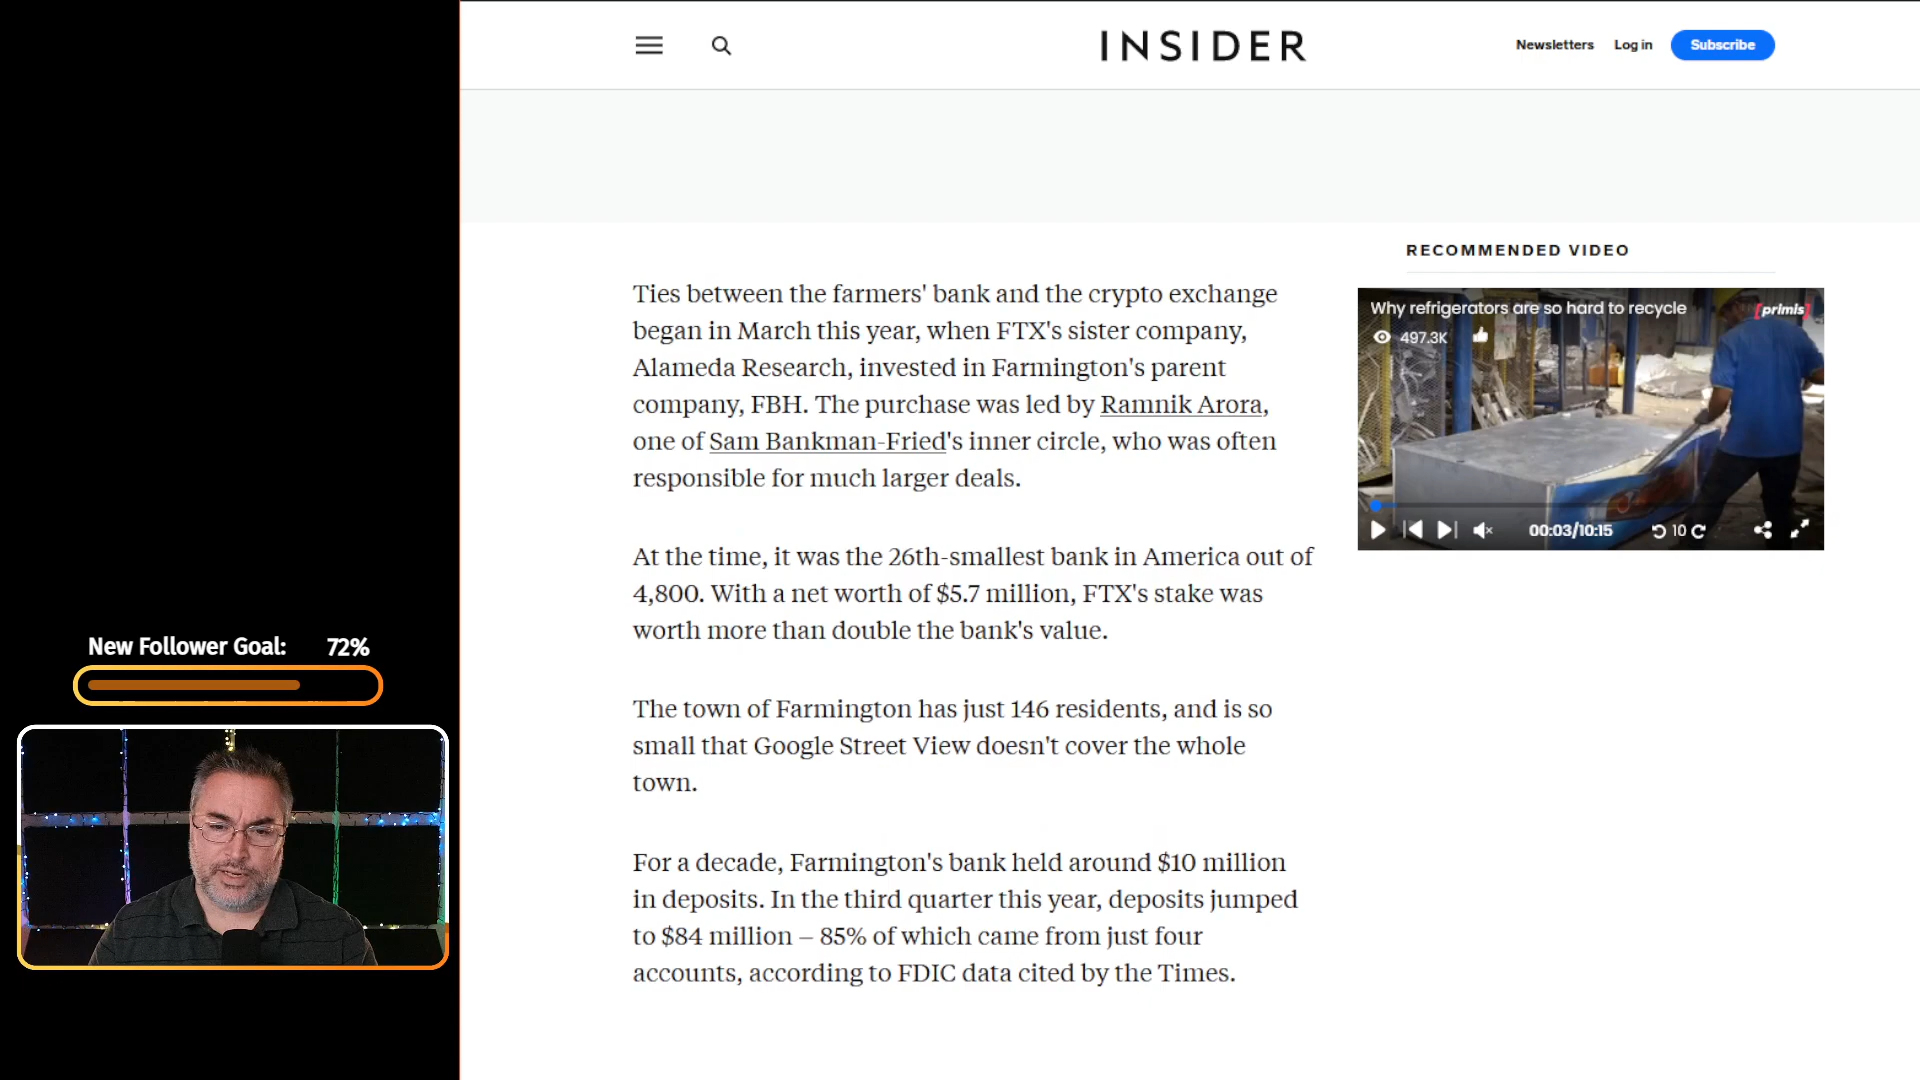 INSIDER
Newsletters
Log in
Subscribe
Ties between the farmers' bank and the crypto exchange
began in March this year, when FTX's sister company,
Alameda Research, invested in Farmington's parent
company, FBH. The purchase was led by Ramnik Arora,
one of Sam Bankman-Fried's inner circle, who was often
responsible for much larger deals.
At the time, it was the 26th-smallest bank in America out of
4,800. With a net worth of $5.7 million, FTX's stake was
worth more than double the bank's value.
The town of Farmington has just 146 residents, and is so
small that Google Street View doesn't cover the whole
town.
For a decade, Farmington's bank held around $10 million
in deposits. In the third quarter this year, deposits jumped
to $84 million – 85% of which came from just four
accounts, according to FDIC data cited by the Times.
RECOMMENDED VIDEO
Why refrigerators are so hard to recycle
[primis]
497.3K
00:03/10:15
10
New Follower Goal: 72%